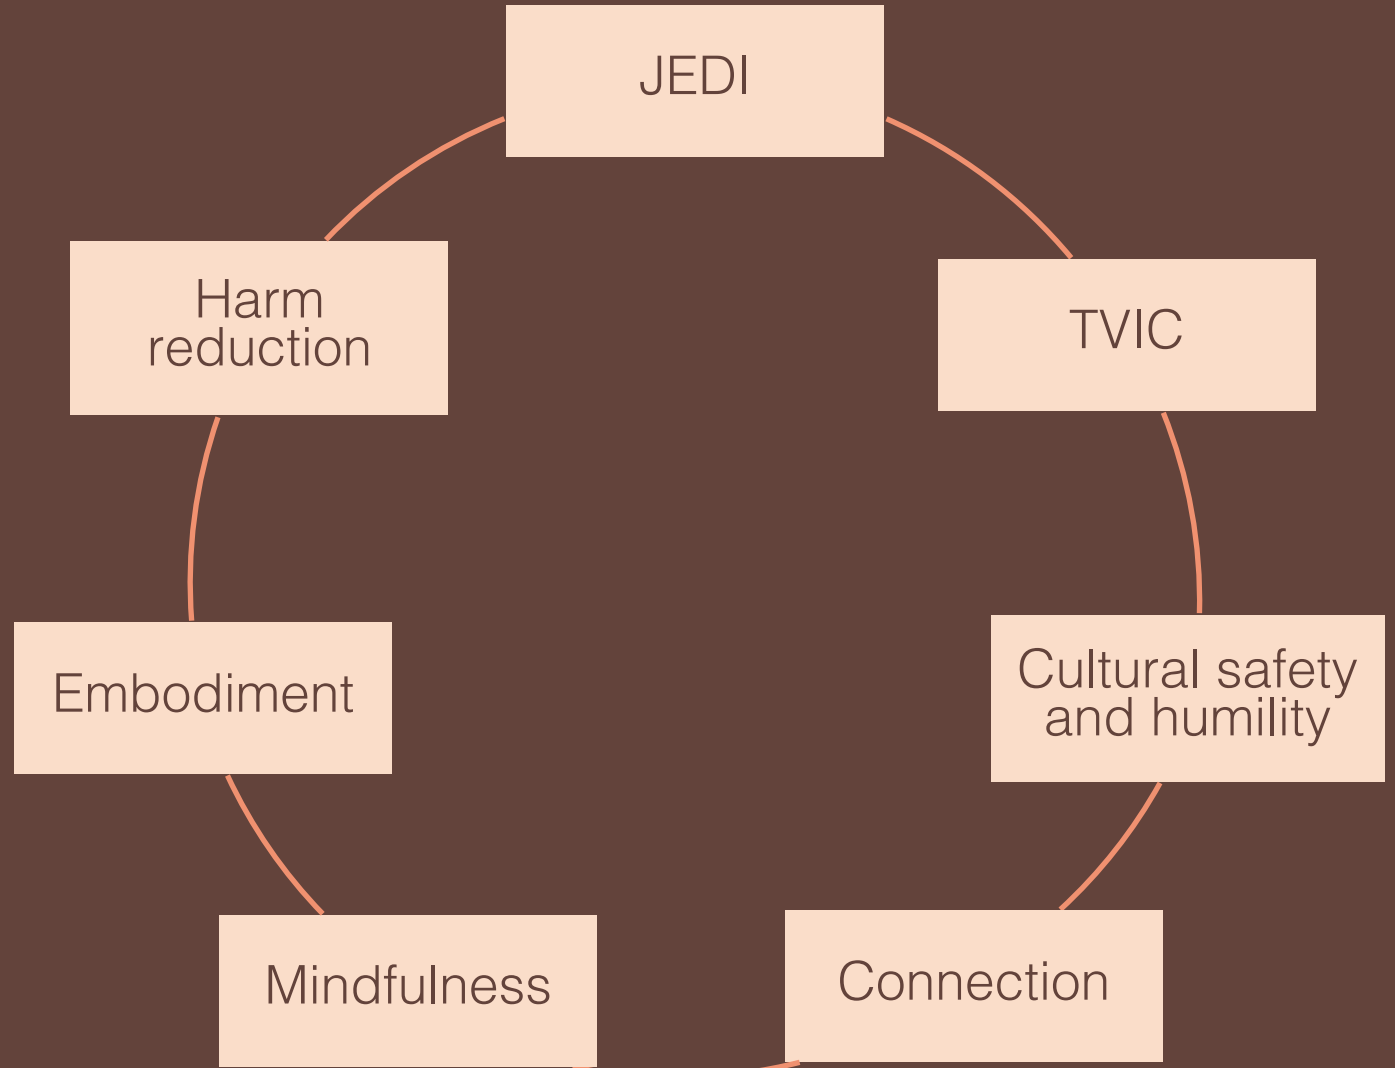 JEDI
Harm
reduction
TVIC
Embodiment
Cultural safety
and humility
Mindfulness
Connection